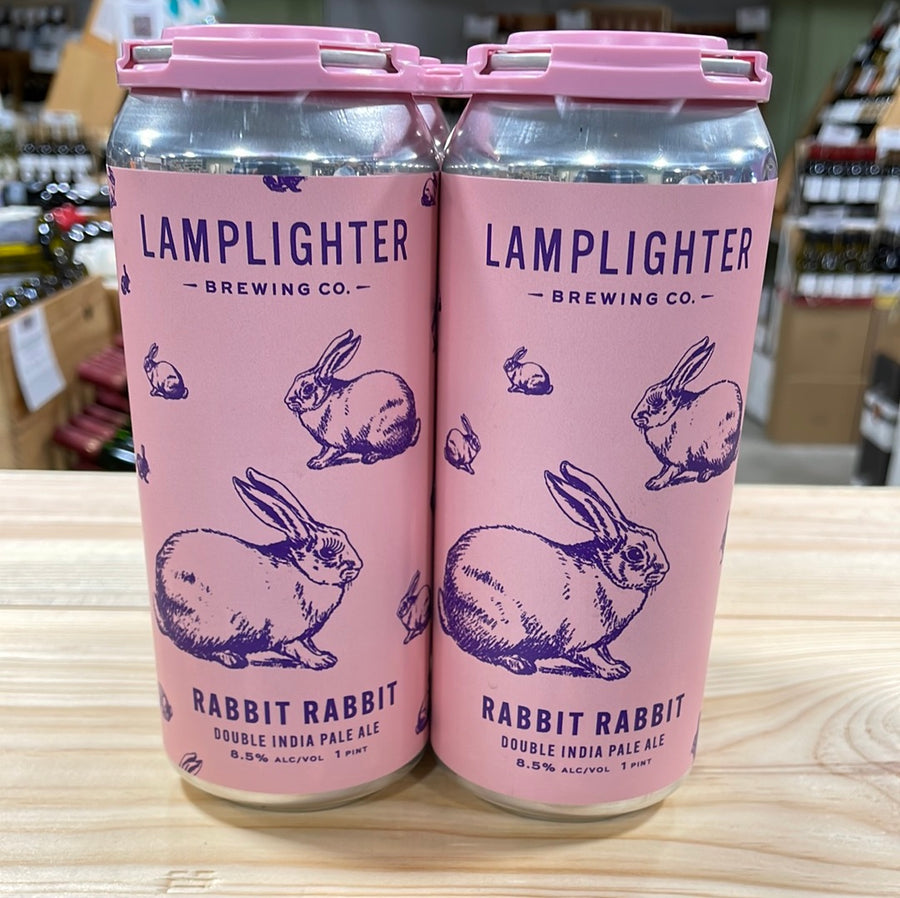 LAMPLIGHTER
BREWING CO.
RABBIT RABBIT
DOUBLE INDIA PALE ALE
8.5% ALC/VOL 1 PINT
LAMPLIGHTER
BREWING CO.
RABBIT RABBIT
DOUBLE INDIA PALE ALE
8.5% ALC/VOL 1 PINT